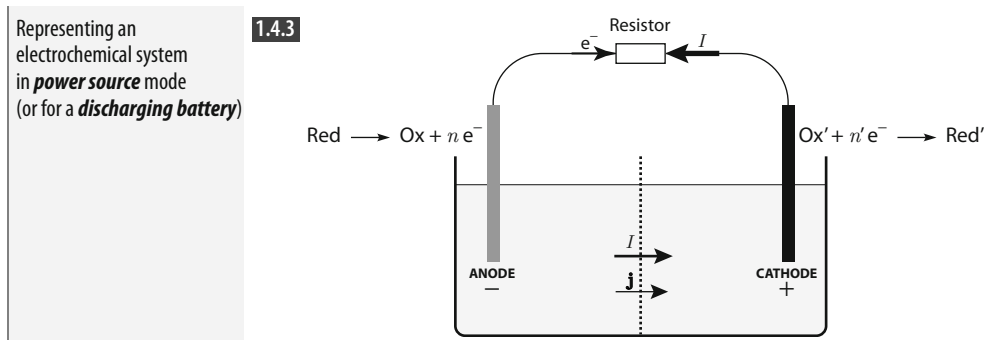 Representing an
electrochemical system
in power source mode
(or for a discharging battery)
1.4.3
Resistor
e⁻
I
Red ⟶ Ox + n e⁻
Ox’ + n’ e⁻ ⟶ Red’
I
j
ANODE
−
CATHODE
+